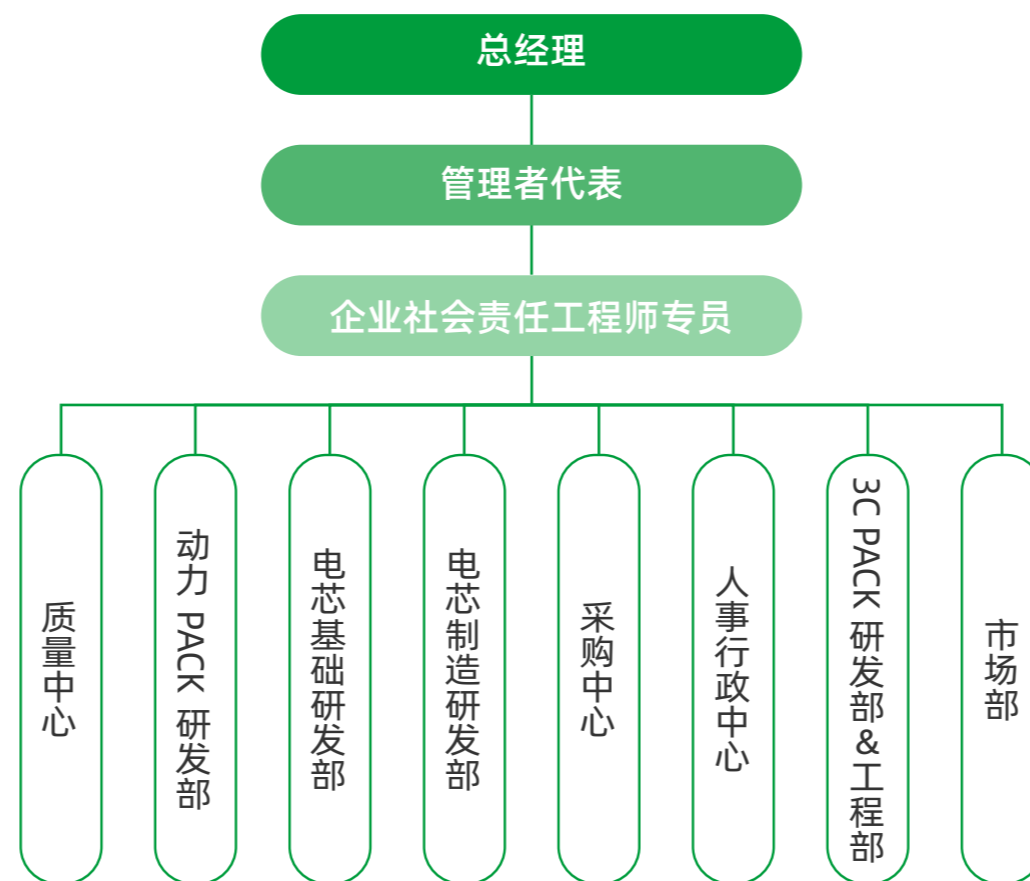 总经理
管理者代表
企业社会责任工程师专员
质量中心
动力 PACK 研发部
电芯基础研发部
电芯制造研发部
采购中心
人事行政中心
3C PACK 研发部&工程部
市场部